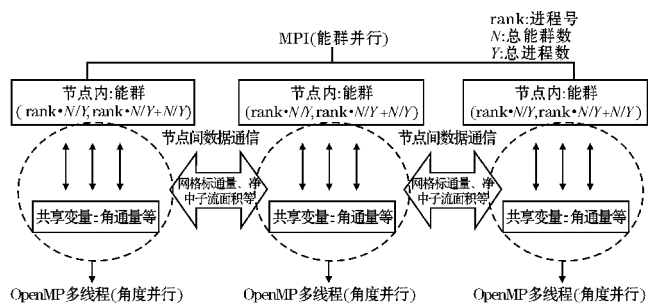 rank:进程号
MPI(能群并行)
N:总能群数
Y:总进程数
节点内:能群
(rank•N/Y,rank•N/Y+N/Y)
节点内:能群
(rank•N/Y,rank•N/Y+N/Y)
节点内:能群
(rank•N/Y,rank•N/Y+N/Y)
节点间数据通信
节点间数据通信
网格标通量、净
中子流面积等
网格标通量、净
中子流面积等
共享变量:角通量等
共享变量:角通量等
共享变量:角通量等
OpenMP多线程(角度并行)
OpenMP多线程(角度并行)
OpenMP多线程(角度并行)